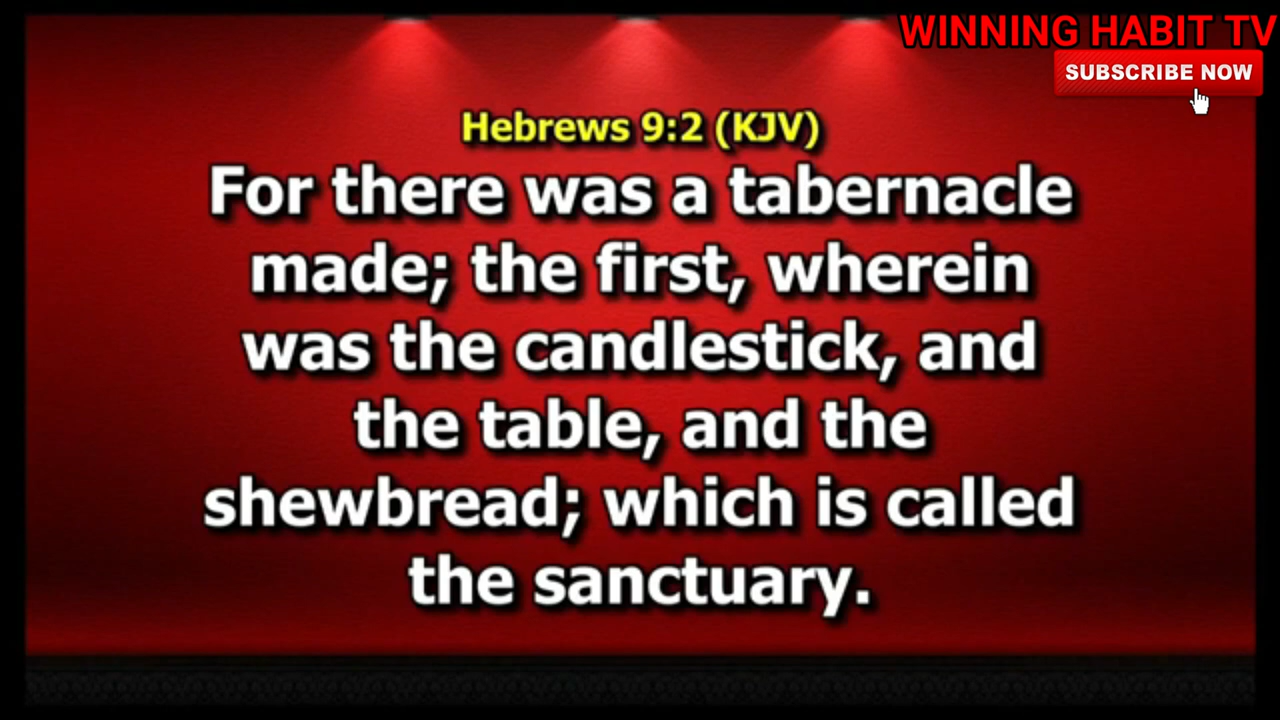 WINNING HABIT TV
SUBSCRIBE NOW
Hebrews 9:2 (KJV)
For there was a tabernacle
made; the first, wherein
was the candlestick, and
the table, and the
shewbread; which is called
the sanctuary.